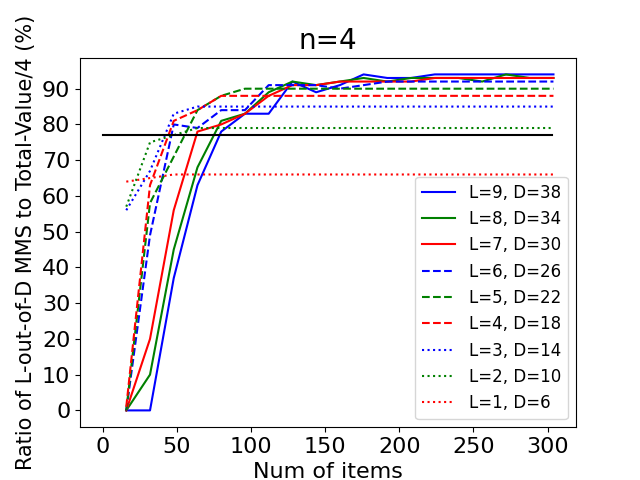 n=4
Ratio of L-out-of-D MMS to Total-Value/4 (%)
90
80
70
60
50
40
30
20
10
0
L=9, D=38
L=8, D=34
L=7, D=30
L=6, D=26
L=5, D=22
L=4, D=18
L=3, D=14
L=2, D=10
L=1, D=6
0 50 100 150 200 250 300
Num of items